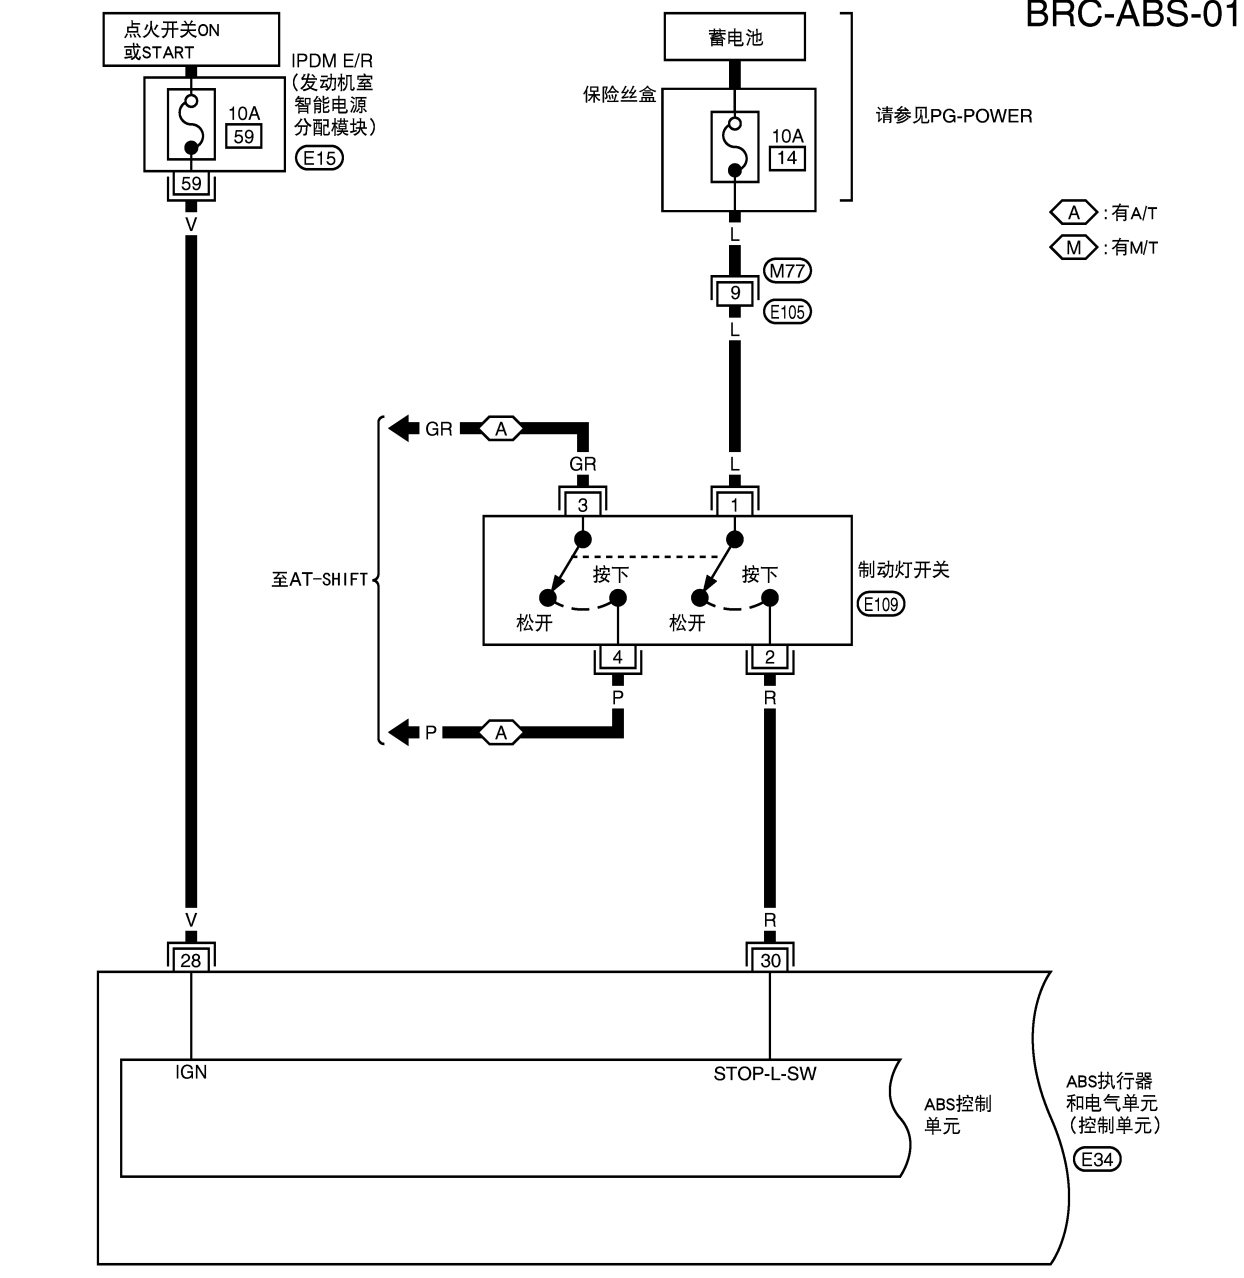 BRC-ABS-01
点火开关ON
或START
IPDM E/R
(发动机室
智能电源
分配模块)
E15
10A
59
59
V
蓄电池
保险丝盒
10A
14
请参见PG-POWER
A :有A/T
M :有M/T
L
M77
9
E105
L
GR
A
GR
L
3
1
至AT-SHIFT
按下
按下
松开
松开
制动灯开关
E109
4
2
P
R
P
A
V
R
28
30
IGN
STOP-L-SW
ABS控制
单元
ABS执行器
和电气单元
(控制单元)
E34